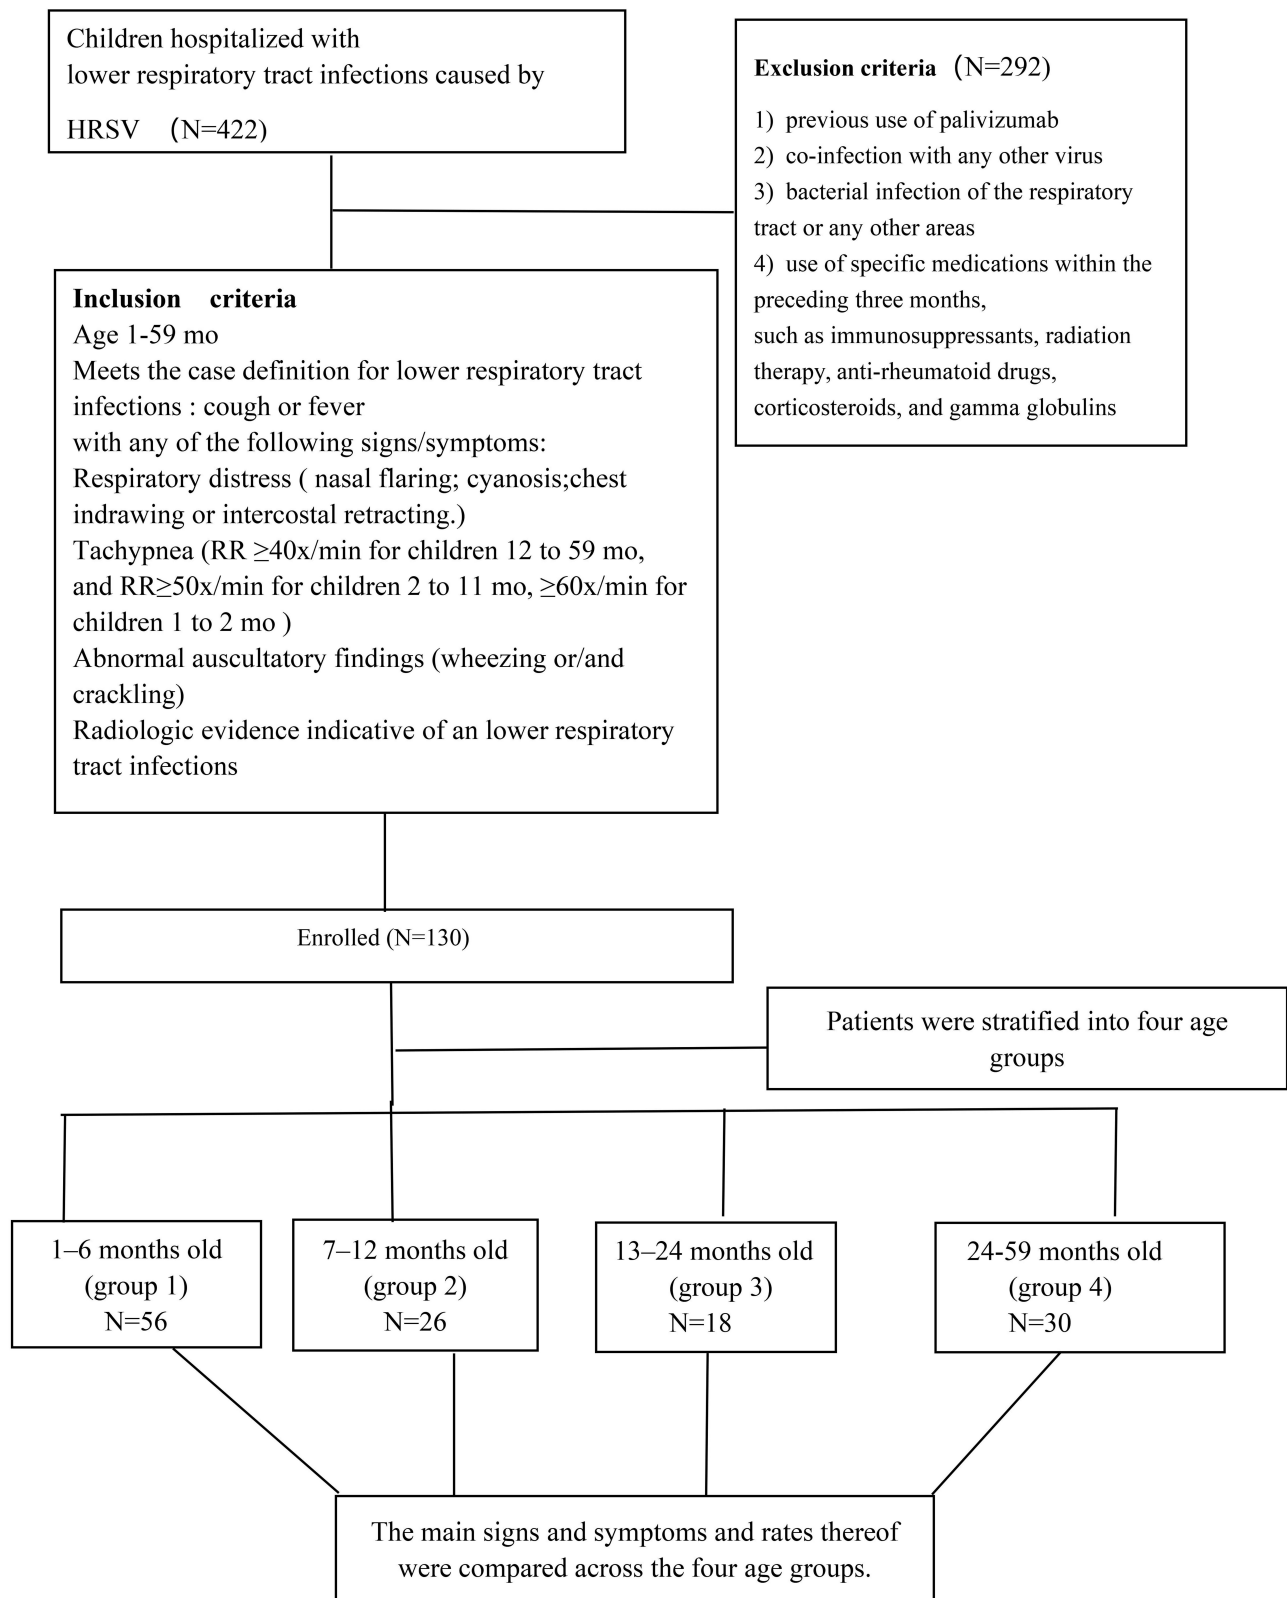 Children hospitalized with
lower respiratory tract infections caused by
HRSV (N=422)
Exclusion criteria (N=292)
1) previous use of palivizumab
2) co-infection with any other virus
3) bacterial infection of the respiratory
tract or any other areas
4) use of specific medications within the
preceding three months,
such as immunosuppressants, radiation
therapy, anti-rheumatoid drugs,
corticosteroids, and gamma globulins
Inclusion criteria
Age 1-59 mo
Meets the case definition for lower respiratory tract
infections : cough or fever
with any of the following signs/symptoms:
Respiratory distress ( nasal flaring; cyanosis;chest
indrawing or intercostal retracting.)
Tachypnea (RR ≥40x/min for children 12 to 59 mo,
and RR≥50x/min for children 2 to 11 mo, ≥60x/min for
children 1 to 2 mo )
Abnormal auscultatory findings (wheezing or/and
crackling)
Radiologic evidence indicative of an lower respiratory
tract infections
Enrolled (N=130)
Patients were stratified into four age
groups
1–6 months old
(group 1)
N=56
7–12 months old
(group 2)
N=26
13–24 months old
(group 3)
N=18
24-59 months old
(group 4)
N=30
The main signs and symptoms and rates thereof
were compared across the four age groups.